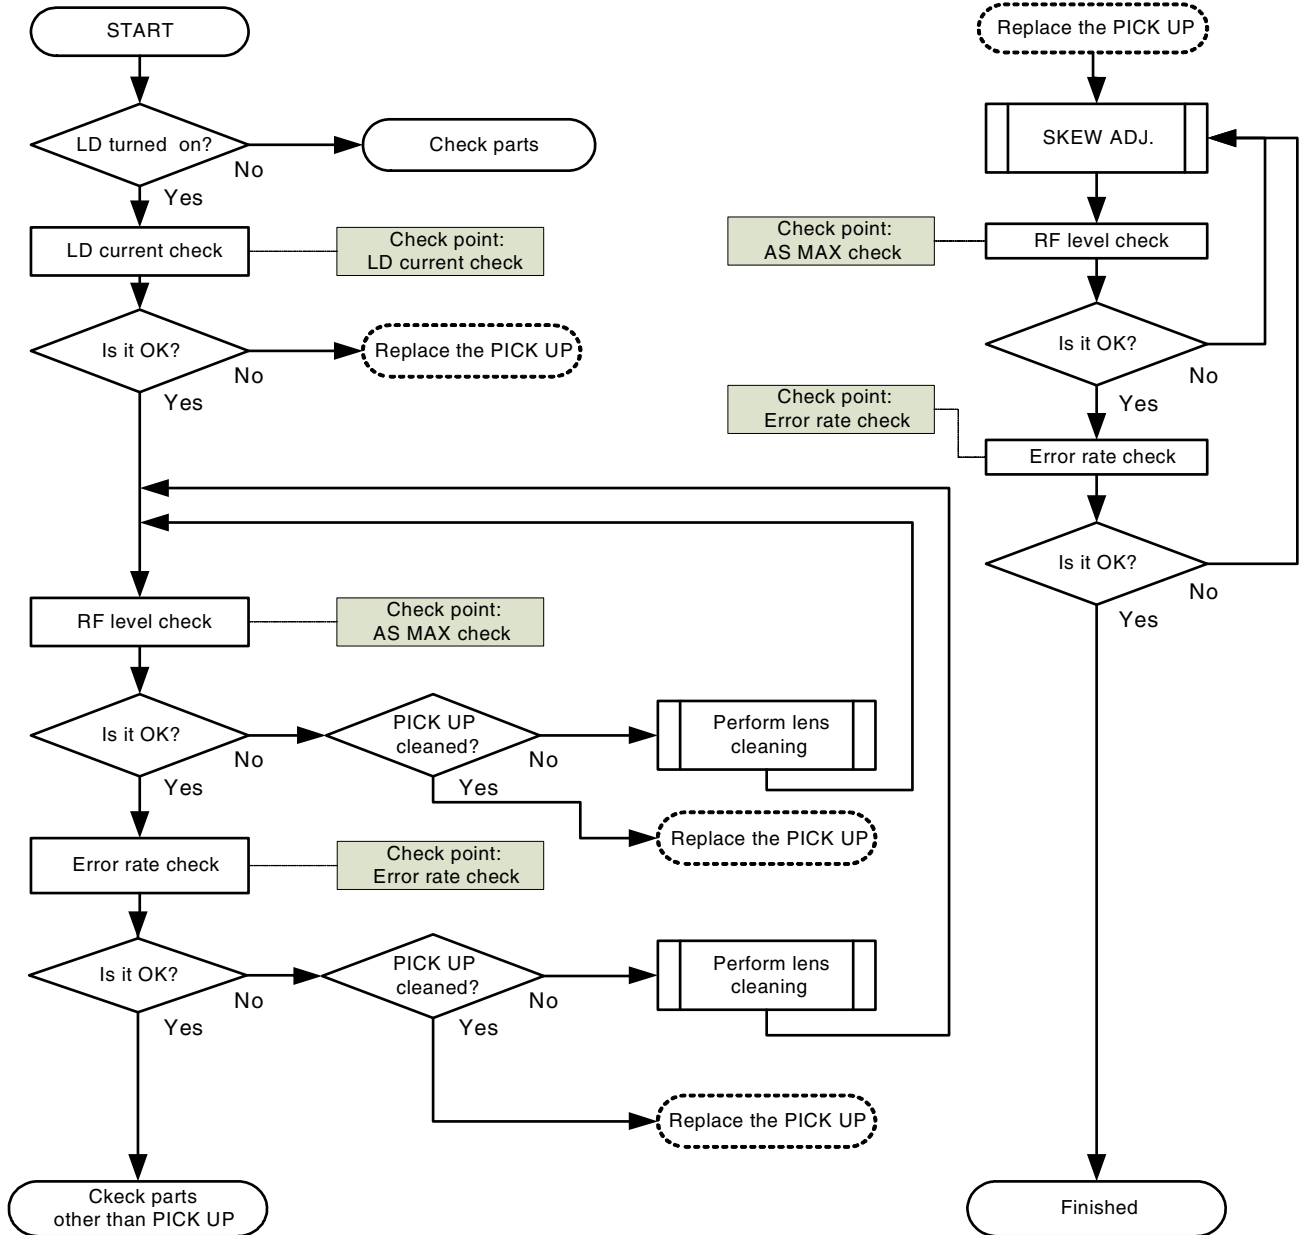 START
LD turned on?
No
Yes
Check parts
LD current check
Check point:
LD current check
Is it OK?
No
Yes
Replace the PICK UP
RF level check
Check point:
AS MAX check
Is it OK?
No
Yes
PICK UP
cleaned?
No
Yes
Perform lens
cleaning
Replace the PICK UP
Error rate check
Check point:
Error rate check
Is it OK?
No
Yes
PICK UP
cleaned?
No
Yes
Perform lens
cleaning
Replace the PICK UP
Ckeck parts
other than PICK UP
Replace the PICK UP
SKEW ADJ.
Check point:
AS MAX check
RF level check
Is it OK?
No
Yes
Check point:
Error rate check
Error rate check
Is it OK?
No
Yes
Finished